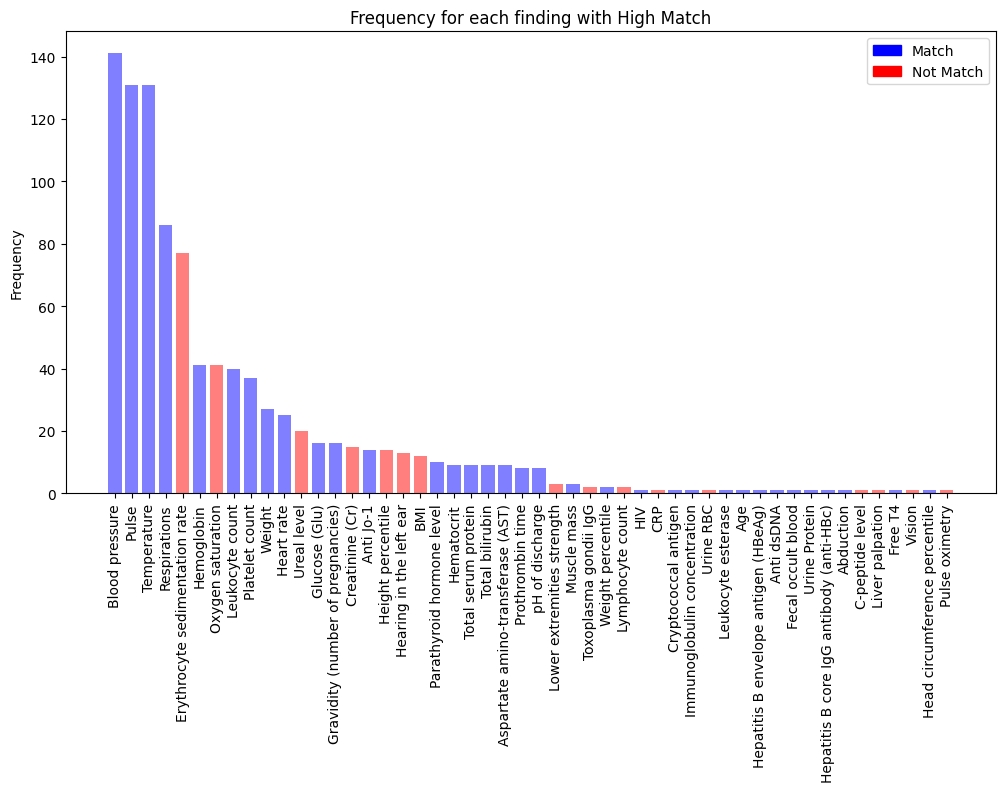 Frequency for each finding with High Match
Match
Not Match
Frequency
140
120
100
80
60
40
20
0
Blood pressure
Pulse
Temperature
Respirations
Erythrocyte sedimentation rate
Hemoglobin
Oxygen saturation
Leukocyte count
Platelet count
Weight
Heart rate
Ureal level
Glucose (Glu)
Gravidity (number of pregnancies)
Creatinine (Cr)
Anti Jo-1
Height percentile
Hearing in the left ear
BMI
Parathyroid hormone level
Hematocrit
Total serum protein
Total bilirubin
Aspartate amino-transferase (AST)
Prothrombin time
pH of discharge
Lower extremities strength
Muscle mass
Toxoplasma gondii IgG
Weight percentile
Lymphocyte count
HIV
CRP
Cryptococcal antigen
Immunoglobulin concentration
Urine RBC
Leukocyte esterase
Age
Hepatitis B envelope antigen (HBeAg)
Anti dsDNA
Fecal occult blood
Urine Protein
Hepatitis B core IgG antibody (anti-HBc)
Abduction
C-peptide level
Liver palpation
Free T4
Vision
Head circumference percentile
Pulse oximetry